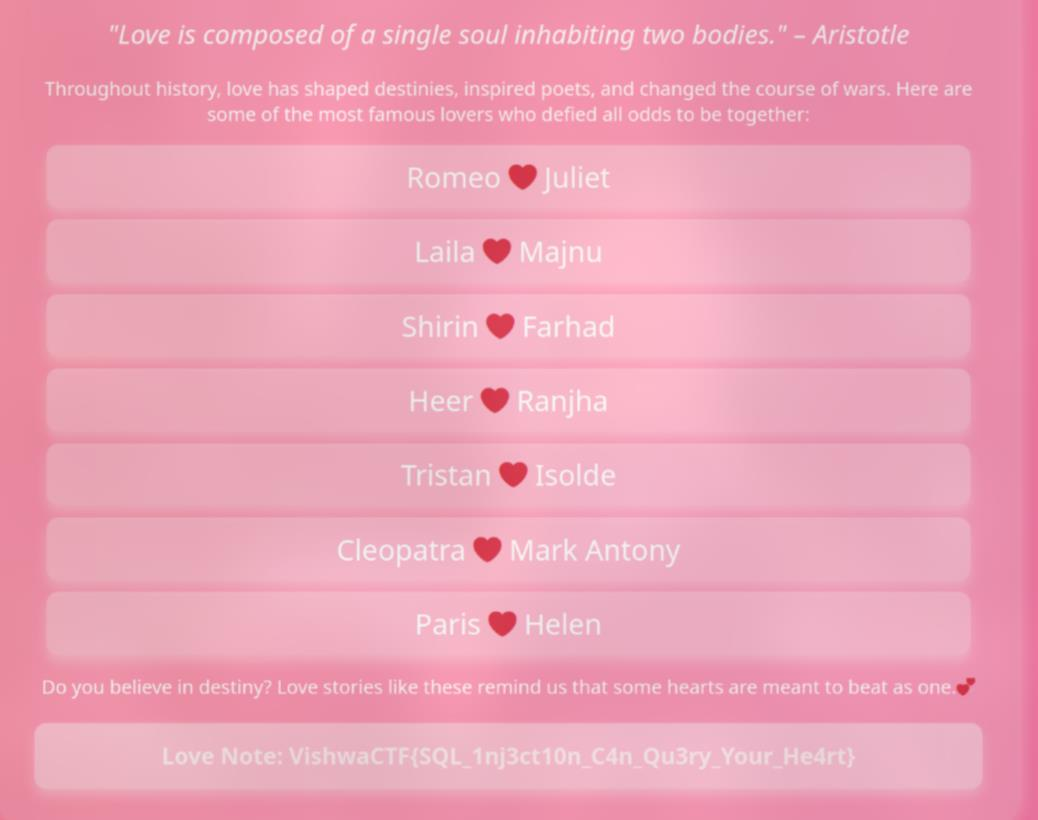 "Love is composed of a single soul inhabiting two bodies." – Aristotle
Throughout history, love has shaped destinies, inspired poets, and changed the course of wars. Here are
some of the most famous lovers who defied all odds to be together:
Romeo ❤️ Juliet
Laila ❤️ Majnu
Shirin ❤️ Farhad
Heer ❤️ Ranjha
Tristan ❤️ Isolde
Cleopatra ❤️ Mark Antony
Paris ❤️ Helen
Do you believe in destiny? Love stories like these remind us that some hearts are meant to beat as one.💕
Love Note: VishwaCTF{SQL_1nj3ct10n_C4n_Qu3ry_Your_He4rt}